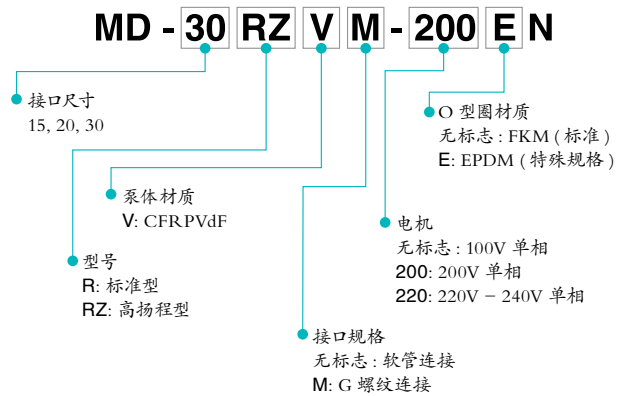 MD - 30 RZ V M - 200 E N
接口尺寸
15, 20, 30
O 型圈材质
无标志 : FKM ( 标准 )
E: EPDM ( 特殊规格 )
泵体材质
V: CFRPVdF
电机
无标志 : 100V 单相
200: 200V 单相
220: 220V – 240V 单相
型号
R: 标准型
RZ: 高扬程型
接口规格
无标志 : 软管连接
M: G 螺纹连接